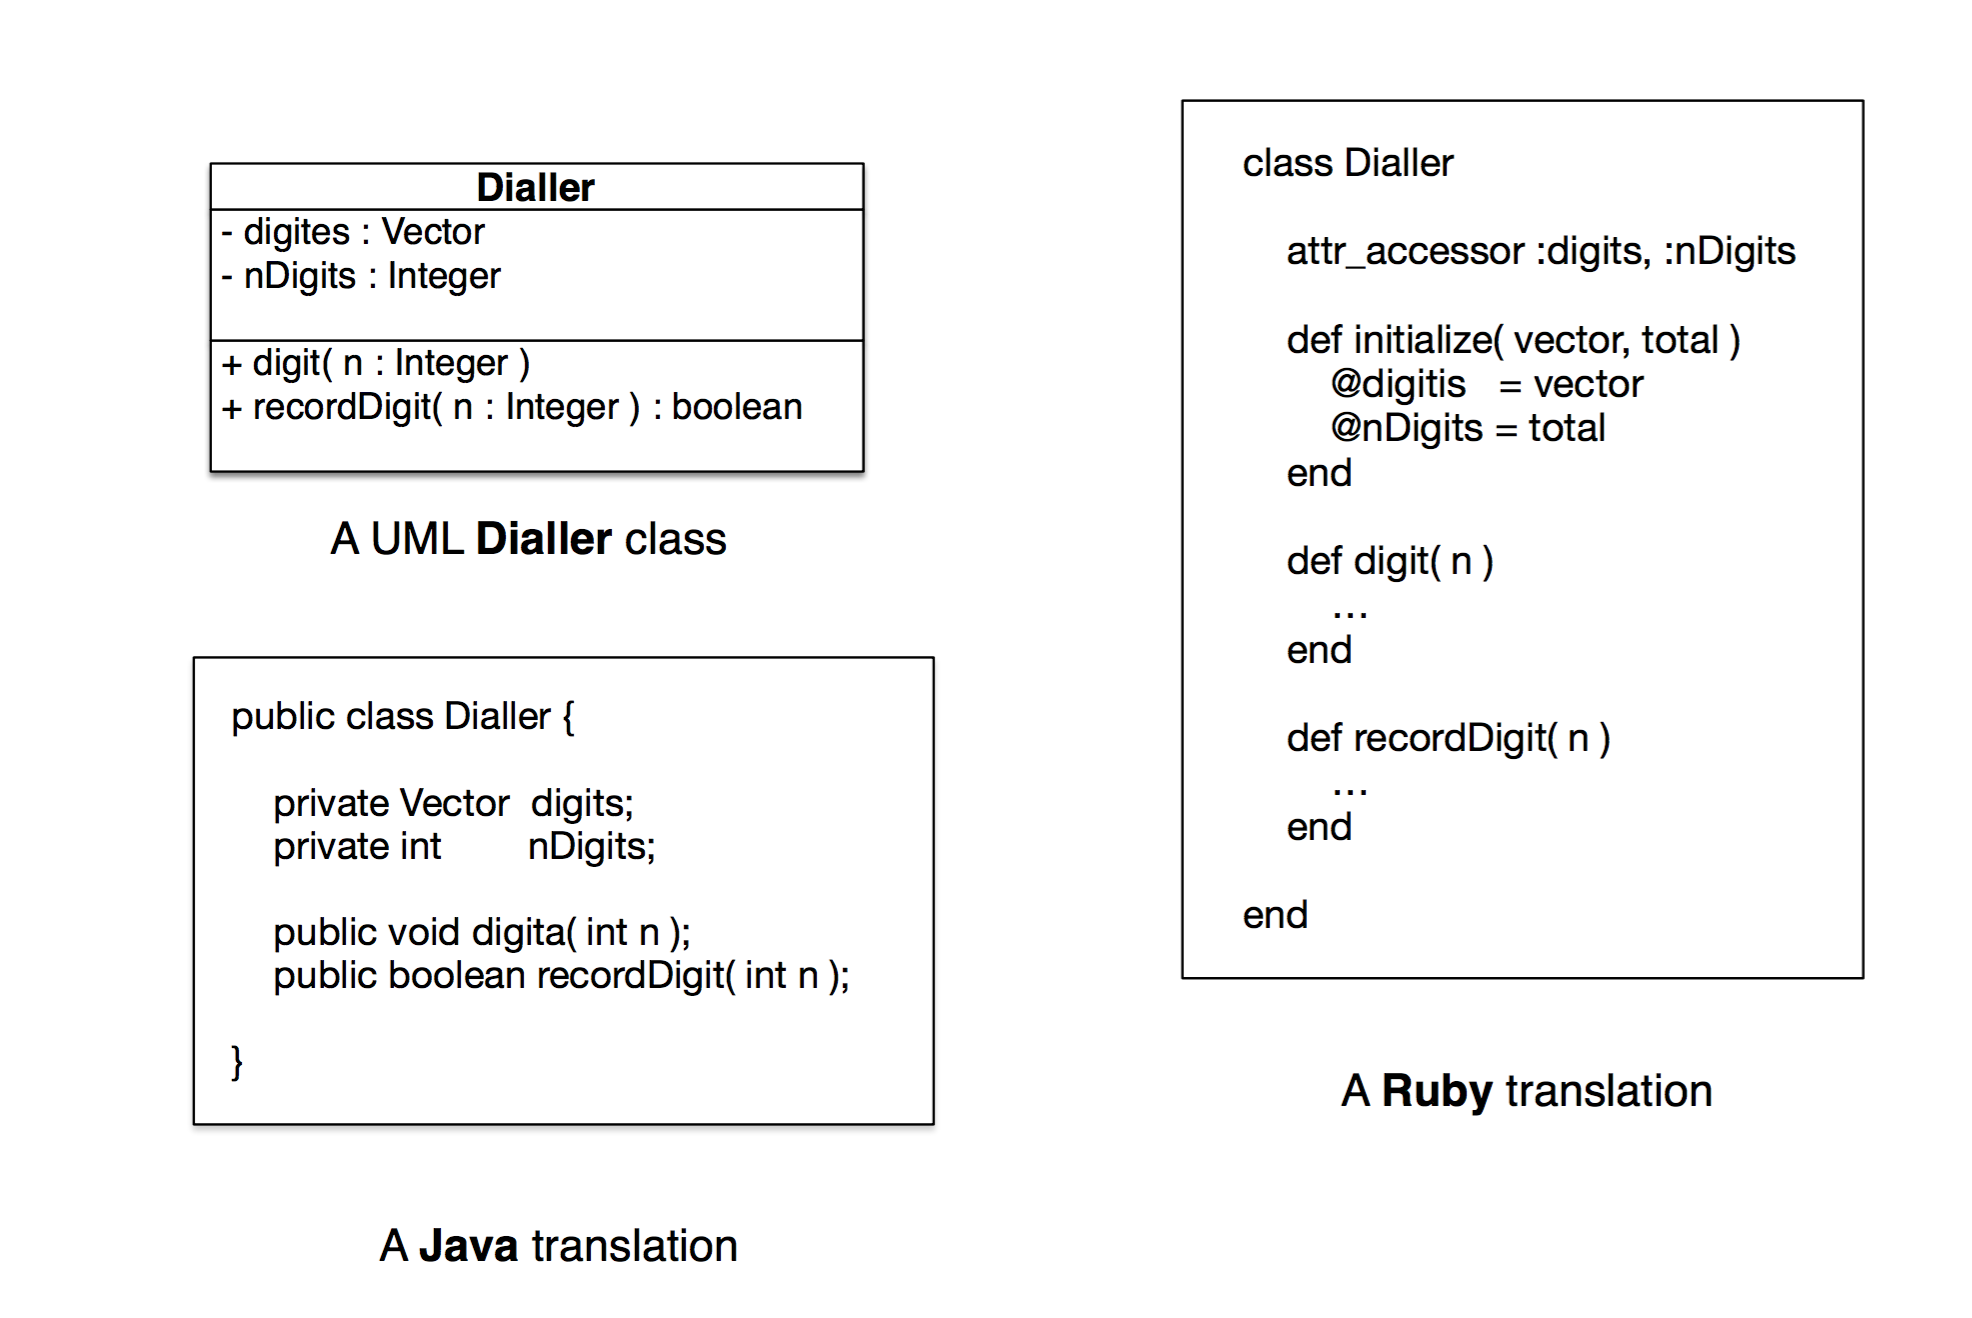 Dialler
- digites : Vector
- nDigits : Integer
+ digit( n : Integer )
+ recordDigit( n : Integer ) : boolean
A UML Dialler class
public class Dialler {
private Vector digits;
private int nDigits;
public void digita( int n );
public boolean recordDigit( int n );
}
A Java translation
class Dialler
attr_accessor :digits, :nDigits
def initialize( vector, total )
@digitis = vector
@nDigits = total
end
def digit( n )
...
end
def recordDigit( n )
...
end
end
A Ruby translation